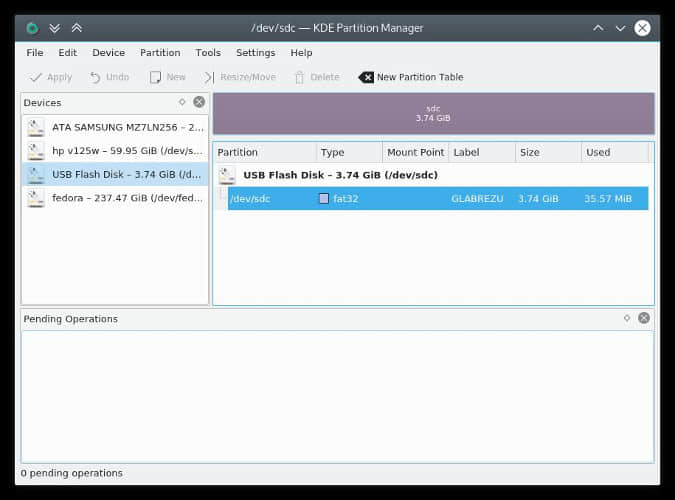 /dev/sdc — KDE Partition Manager
File Edit Device Partition Tools Settings Help
Apply Undo New Resize/Move Delete New Partition Table
Devices
ATA SAMSUNG MZ7LN256 – 2...
hp v125w – 59.95 GiB (/dev/s...
USB Flash Disk – 3.74 GiB (/d...
fedora – 237.47 GiB (/dev/fed...
sdc
3.74 GiB
Partition Type Mount Point Label Size Used
USB Flash Disk – 3.74 GiB (/dev/sdc)
/dev/sdc fat32 GLABREZU 3.74 GiB 35.57 MiB
Pending Operations
0 pending operations